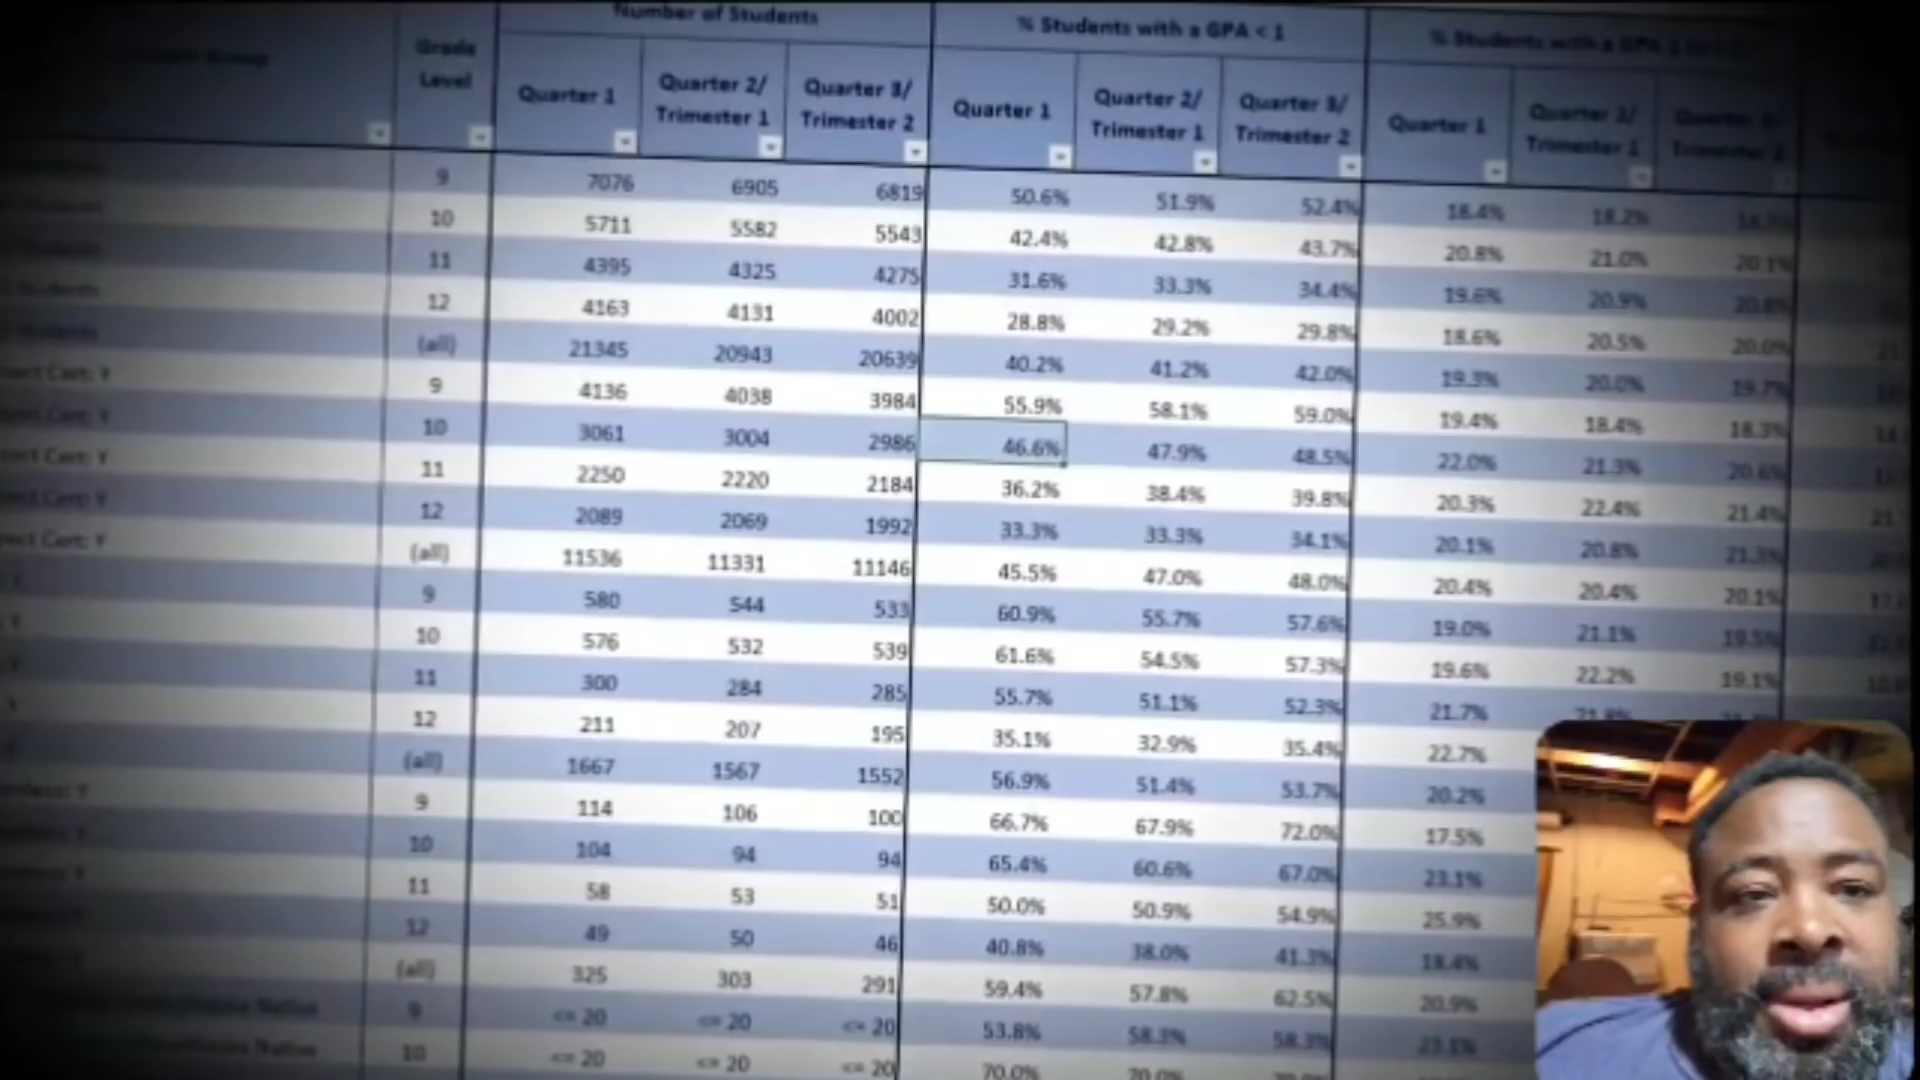 Number of Students % Students with a GPA < 1 % Students with a GPA
Grade Level Quarter 1 Quarter 2/ Trimester 1 Quarter 3/ Trimester 2 Quarter 1 Quarter 2/ Trimester 1 Quarter 3/ Trimester 2 Quarter 1 Quarter 2/ Trimester 1
9 7076 6905 6819 50.6% 51.9% 52.4% 18.4% 18.2%
Students 10 5711 5582 5543 42.4% 42.8% 43.7% 20.8% 21.0% 20.1%
Students 11 4395 4325 4275 31.6% 33.3% 34.4% 19.6% 20.9% 20.8%
Students 12 4163 4131 4002 28.8% 29.2% 29.8% 18.6% 20.5% 20.0%
Students (all) 21345 20943 20639 40.2% 41.2% 42.0% 19.3% 20.0% 19.7%
Cert: Y 9 4136 4038 3984 55.9% 58.1% 59.0% 19.4% 18.4% 18.3%
Cert: Y 10 3061 3004 2986 46.6% 47.9% 48.5% 22.0% 21.3% 20.6%
Cert: Y 11 2250 2220 2184 36.2% 38.4% 39.8% 20.3% 22.4% 21.4%
Cert: Y 12 2089 2069 1992 33.3% 33.3% 34.1% 20.1% 20.8% 21.3%
Cert: Y (all) 11536 11331 11146 45.5% 47.0% 48.0% 20.4% 20.4% 20.1%
Y 9 580 544 533 60.9% 55.7% 57.6% 19.0% 21.1% 19.5%
Y 10 576 532 539 61.6% 54.5% 57.3% 19.6% 22.2% 19.1%
11 300 284 285 55.7% 51.1% 52.3% 21.7%
12 211 207 195 35.1% 32.9% 35.4% 22.7%
(all) 1667 1567 1552 56.9% 51.4% 53.7% 20.2%
Y 9 114 106 100 66.7% 67.9% 72.0% 17.5%
Y 10 104 94 94 65.4% 60.6% 67.0% 23.1%
Y 11 58 53 51 50.0% 50.9% 54.9% 25.9%
12 49 50 46 40.8% 38.0% 41.3% 18.4%
(all) 325 303 291 59.4% 57.8% 62.5% 20.9%
Native 9 <= 20 <= 20 <= 20 53.8% 58.3% 58.3% 23.1%
Native 10 <= 20 <= 20 <= 20 70.0% 70.0%